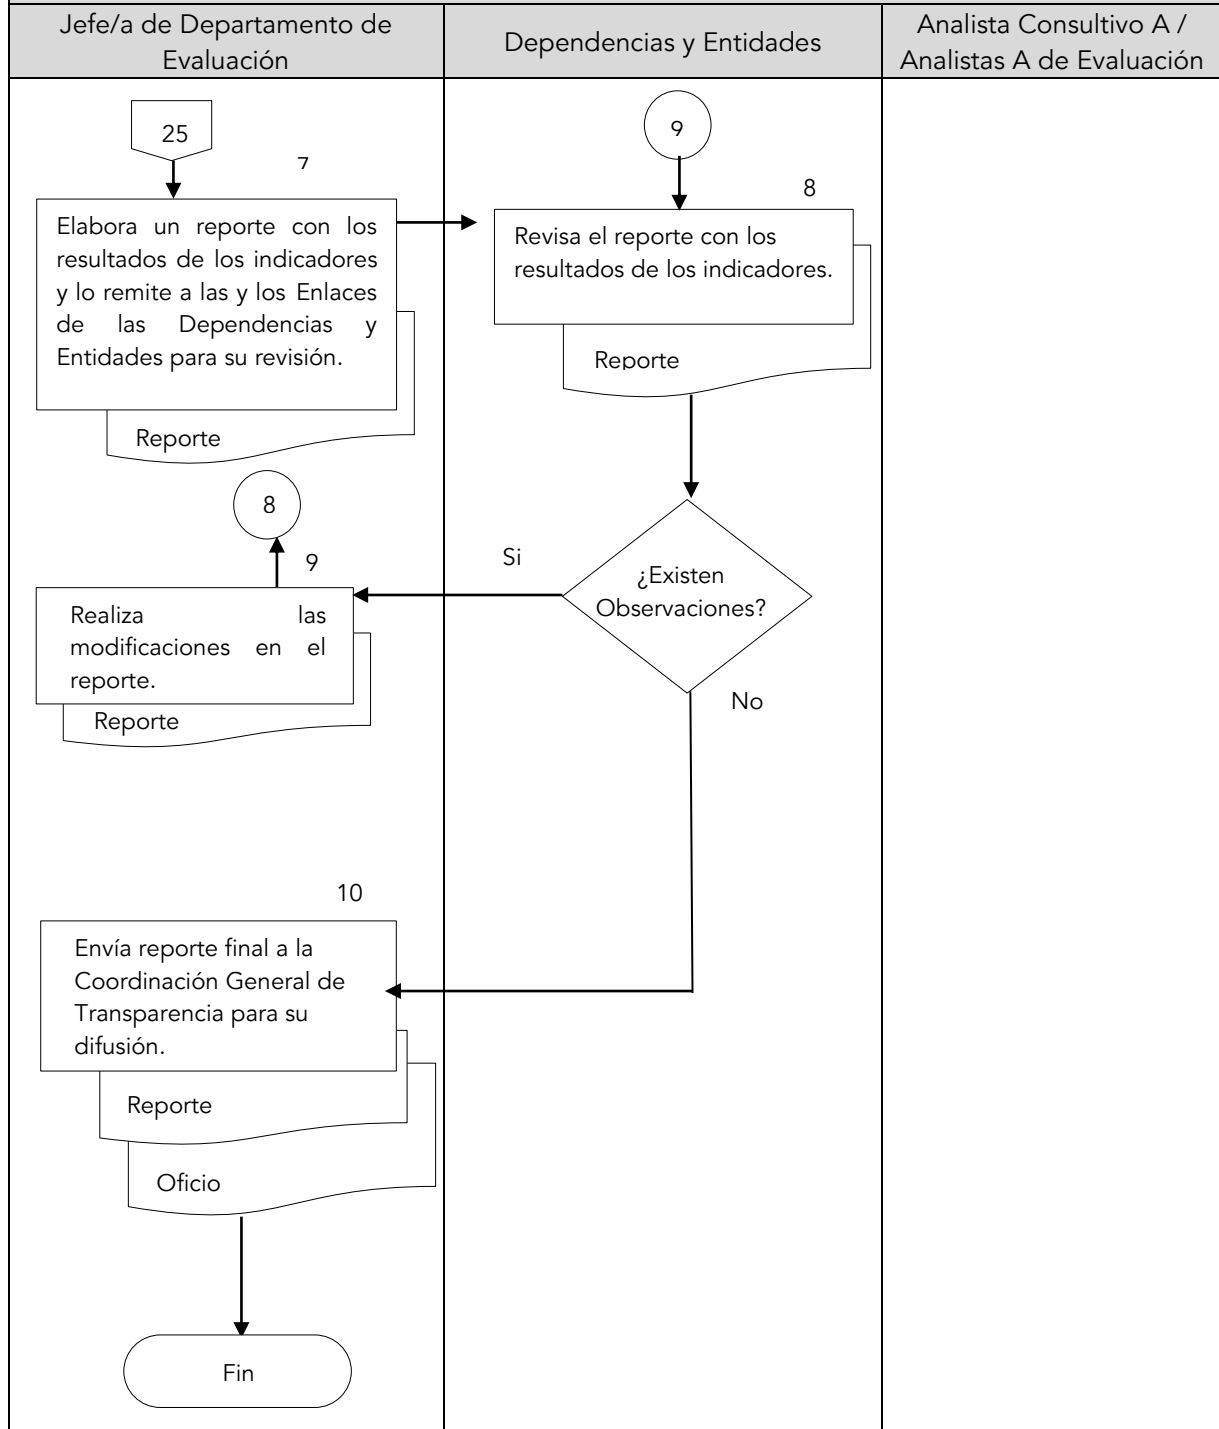 Jefe/a de Departamento de
Evaluación
Dependencias y Entidades
Analista Consultivo A /
Analistas A de Evaluación
25
7
Elabora un reporte con los
resultados de los indicadores
y lo remite a las y los Enlaces
de las Dependencias y
Entidades para su revisión.
Reporte
9
8
Revisa el reporte con los
resultados de los indicadores.
Reporte
¿Existen
Observaciones?
Si
No
8
9
Realiza las
modificaciones en el
reporte.
Reporte
10
Envía reporte final a la
Coordinación General de
Transparencia para su
difusión.
Reporte
Oficio
Fin